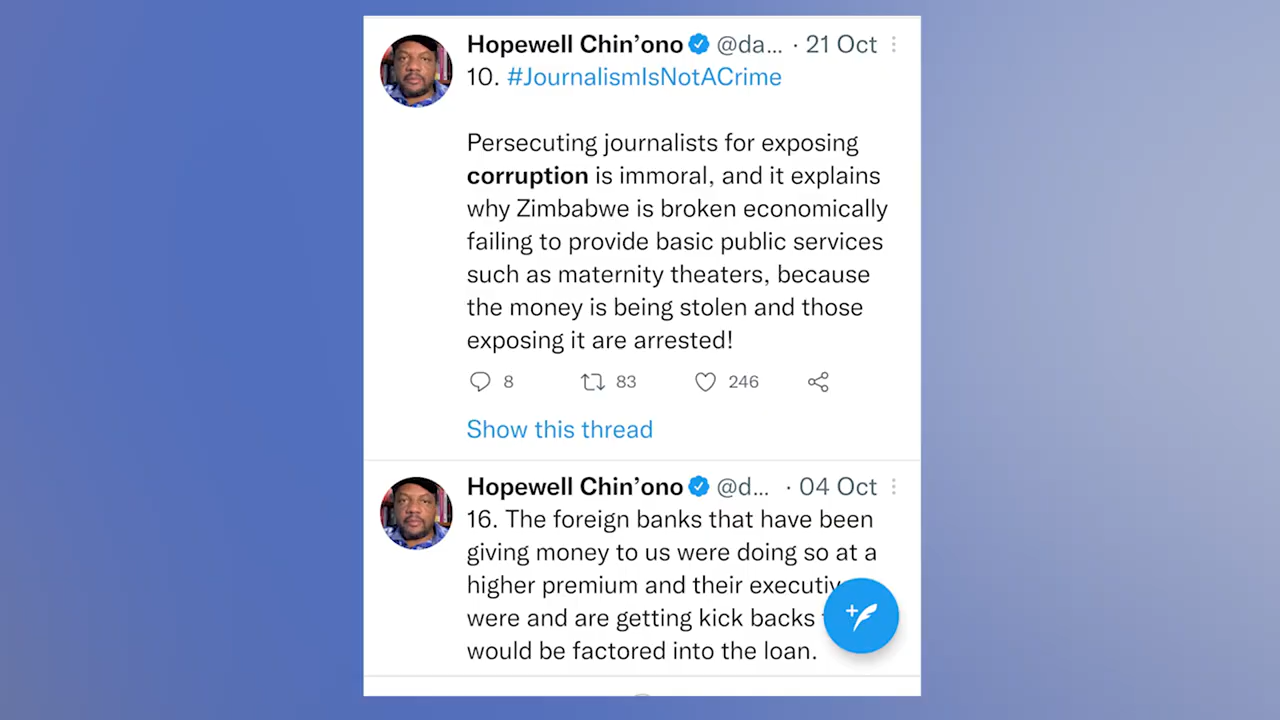 Hopewell Chin’ono @da... · 21 Oct
10. #JournalismIsNotACrime
Persecuting journalists for exposing
corruption is immoral, and it explains
why Zimbabwe is broken economically
failing to provide basic public services
such as maternity theaters, because
the money is being stolen and those
exposing it are arrested!
8 83 246
Show this thread
Hopewell Chin’ono @d... · 04 Oct
16. The foreign banks that have been
giving money to us were doing so at a
higher premium and their
were and are getting kick backs
would be factored into the loan.